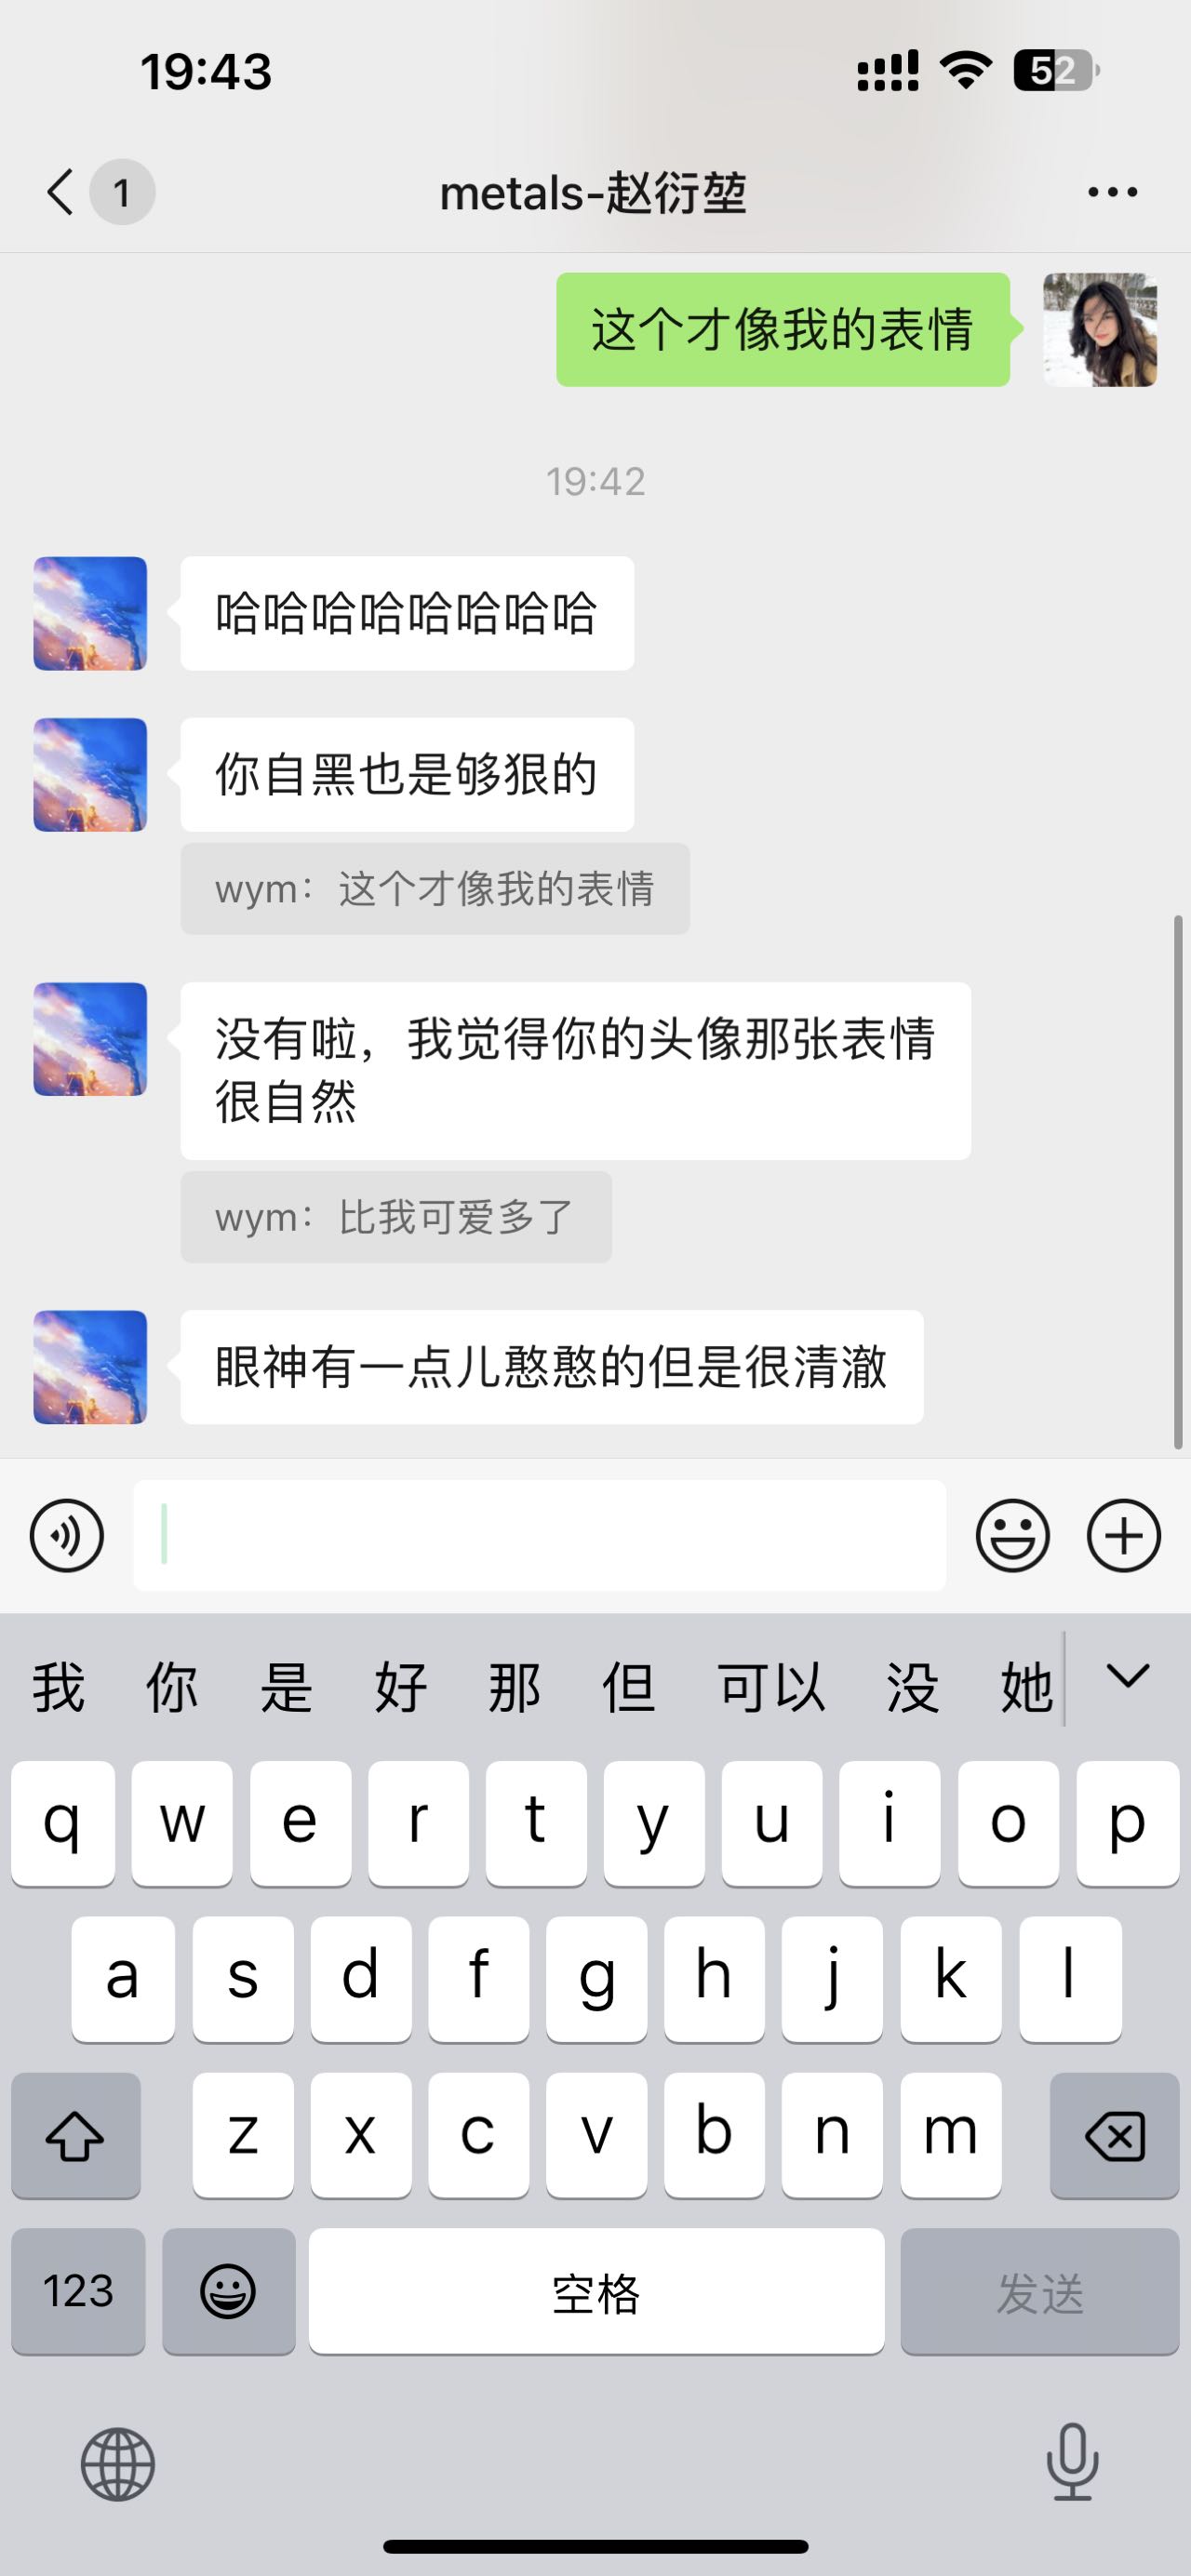 19:43
52
1
metals-赵衍堃
这个才像我的表情
19:42
哈哈哈哈哈哈哈哈
你自黑也是够狠的
wym：这个才像我的表情
没有啦，我觉得你的头像那张表情
很自然
wym：比我可爱多了
眼神有一点儿憨憨的但是很清澈
我 你 是 好 那 但 可以 没 她
q w e r t y u i o p
a s d f g h j k l
z x c v b n m
123 空格 发送